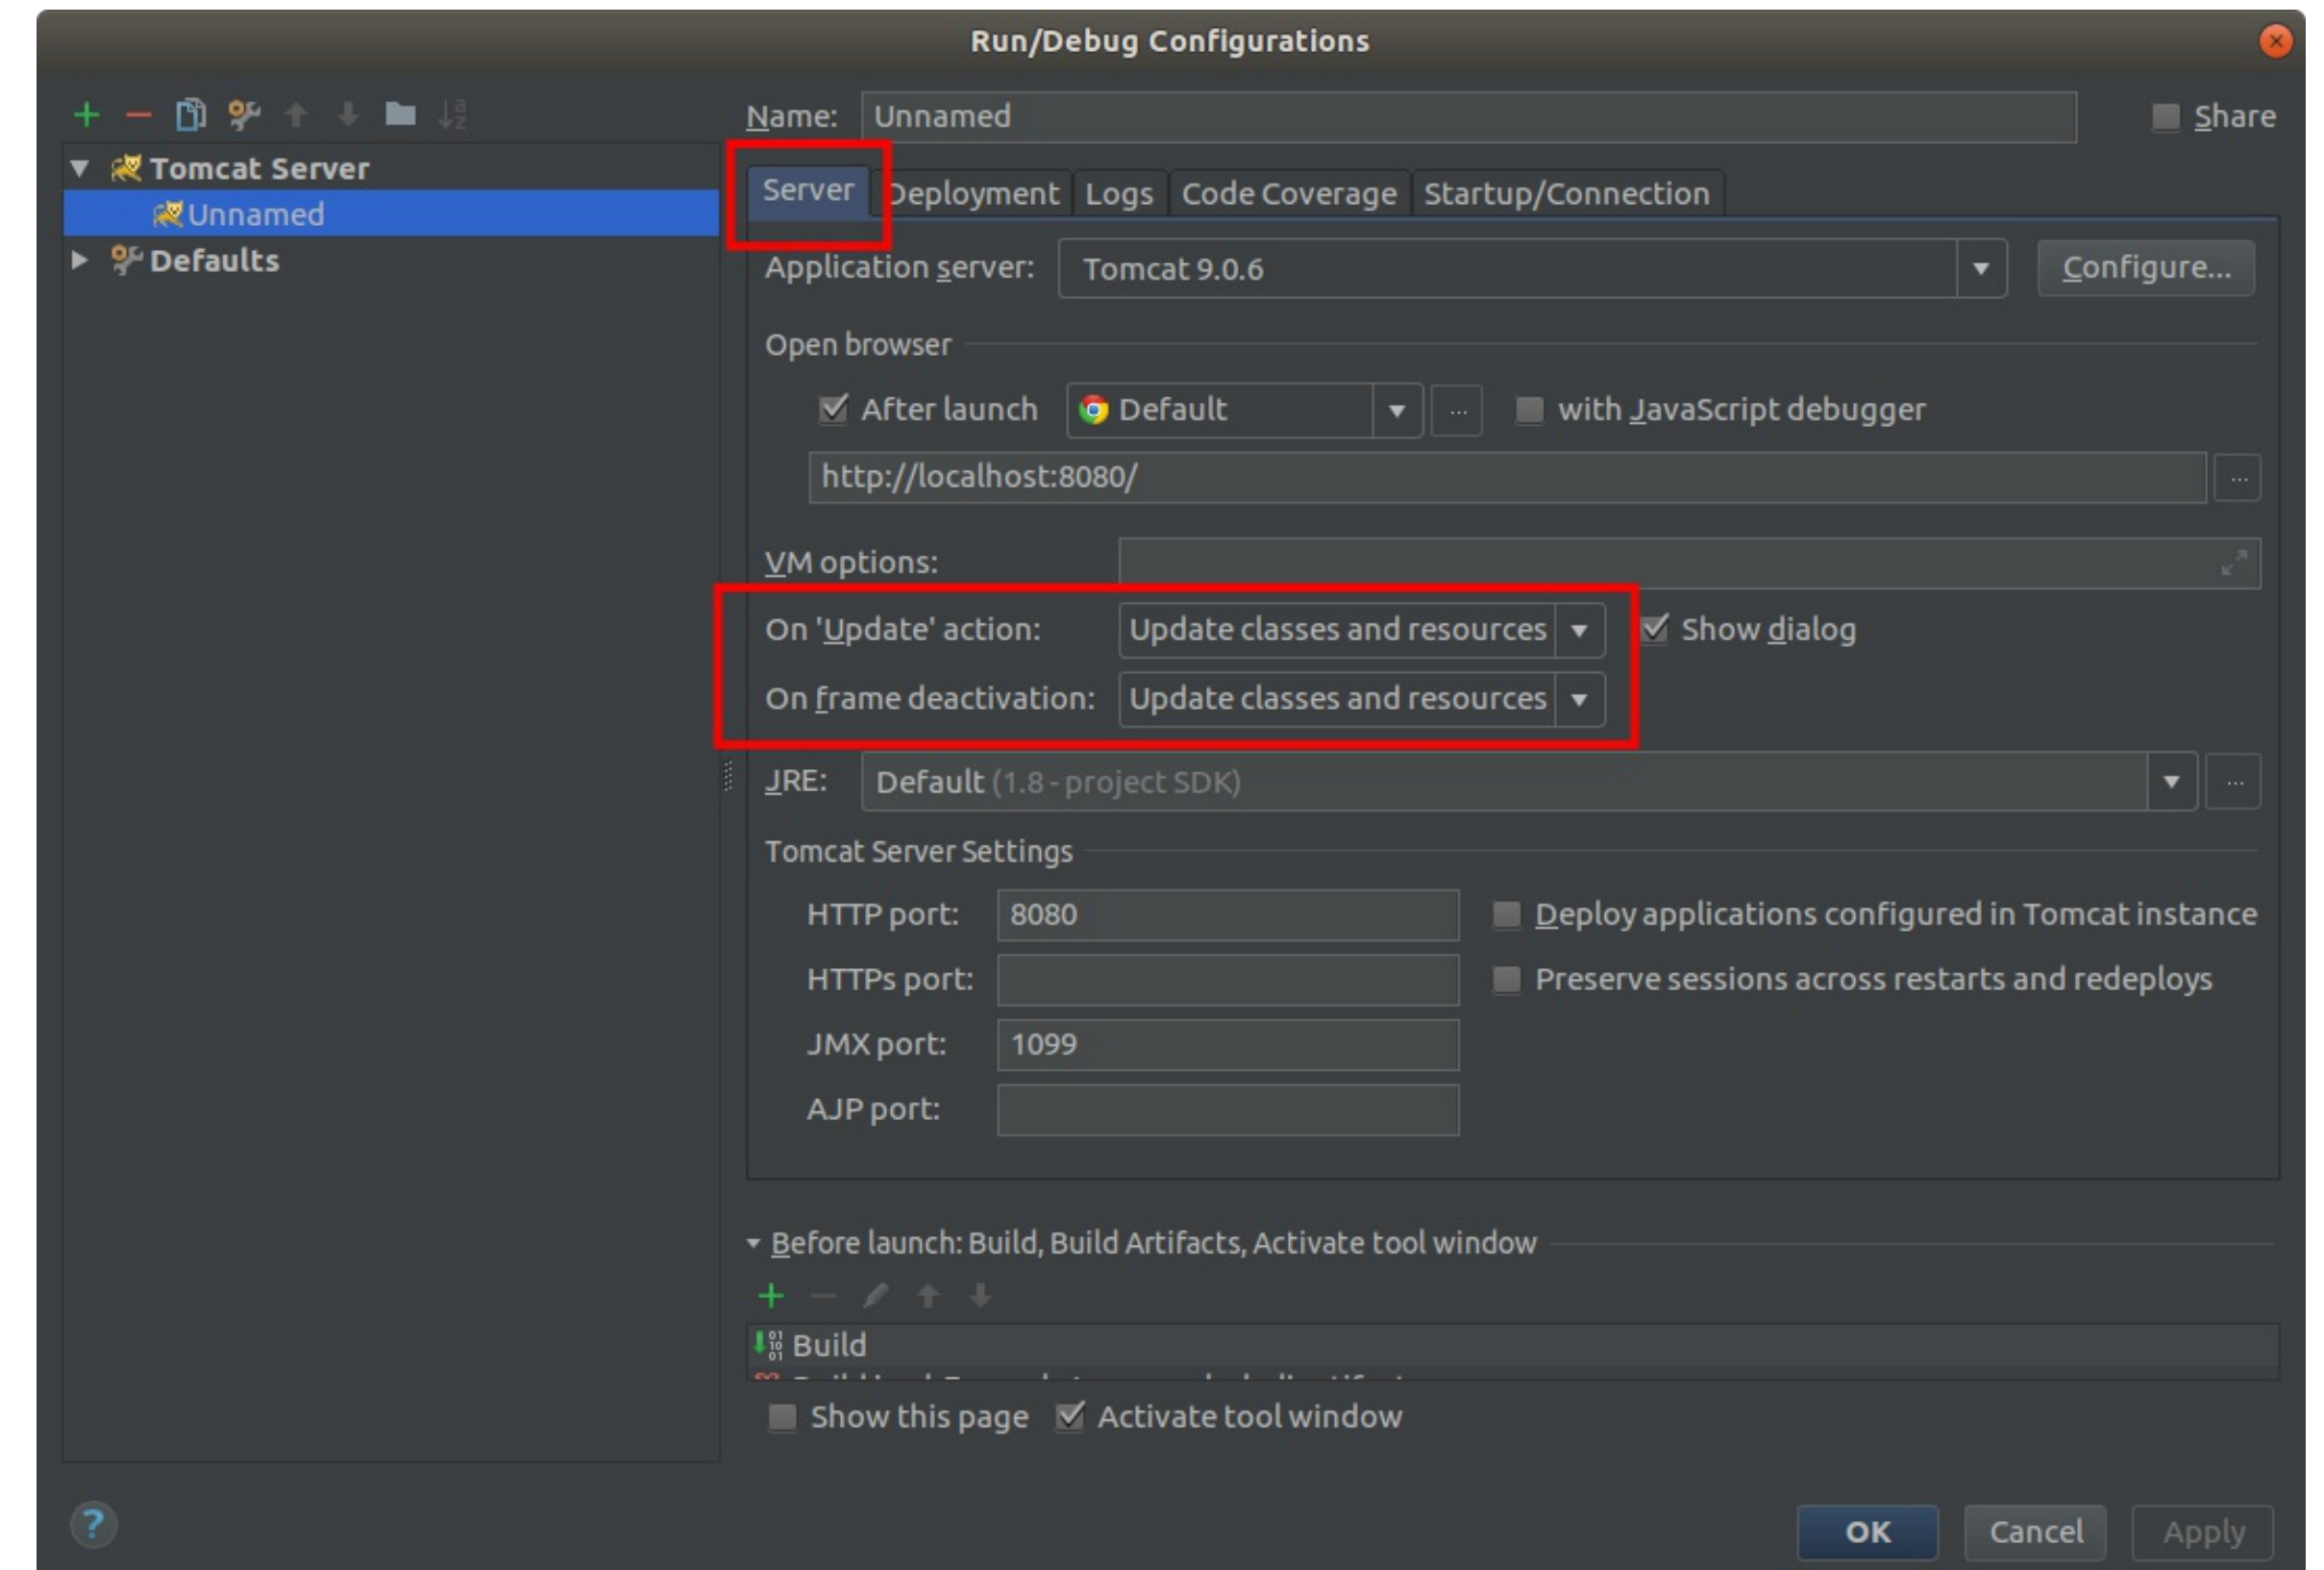 Run/Debug Configurations
Name: Unnamed
Share
Tomcat Server
Unnamed
Defaults
Server Deployment Logs Code Coverage Startup/Connection
Application server: Tomcat 9.0.6 Configure...
Open browser
After launch Default ... with JavaScript debugger
http://localhost:8080/ ...
VM options:
On 'Update' action: Update classes and resources Show dialog
On frame deactivation: Update classes and resources
JRE: Default (1.8 - project SDK) ...
Tomcat Server Settings
HTTP port: 8080 Deploy applications configured in Tomcat instance
HTTPs port: Preserve sessions across restarts and redeploys
JMX port: 1099
AJP port:
Before launch: Build, Build Artifacts, Activate tool window
Build
Show this page Activate tool window
? OK Cancel Apply